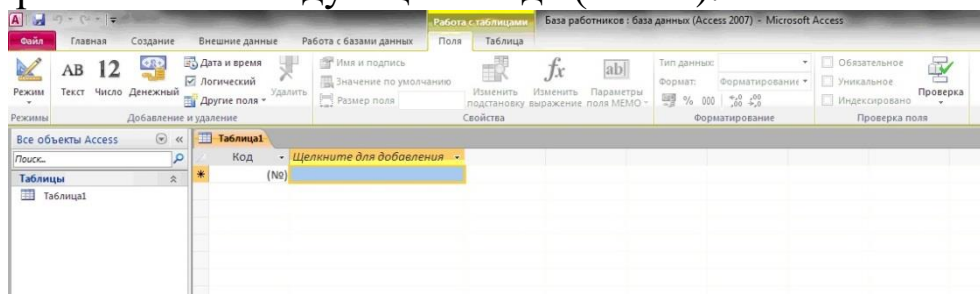 Работа с таблицами База работников : база данных (Access 2007) - Microsoft Access
Файл Главная Создание Внешние данные Работа с базами данных Поля Таблица
Режим
AB Текст
12 Число
Денежный
Дата и время
Логический
Другие поля
Удалить
Имя и подпись
Значение по умолчанию
Размер поля
Изменить подстановку
fx Изменить выражение
ab Параметры поля MEMO
Тип данных:
Формат: Форматирование
% 000
Обязательное
Уникальное
Индексировано
Проверка
Режимы Добавление и удаление Свойства Форматирование Проверка поля
Все объекты Access «
Поиск...
Таблицы
Таблица1
Таблица1
Код Щелкните для добавления
* (№)